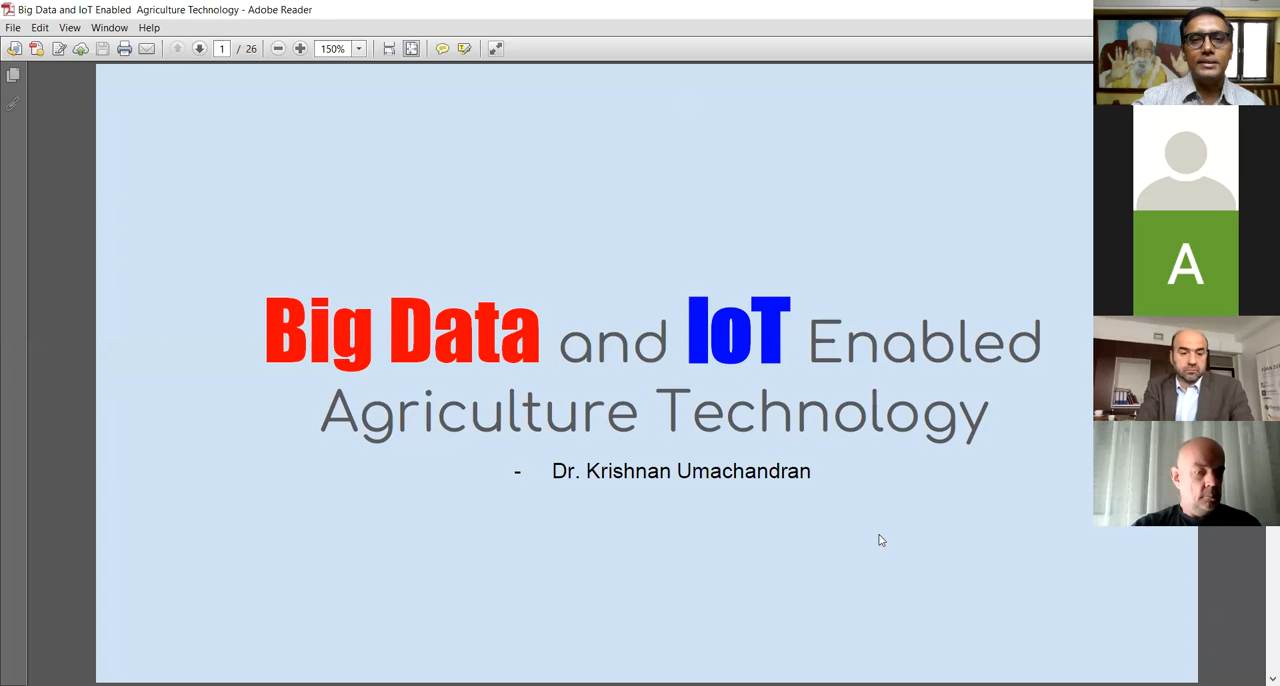 Big Data and IoT Enabled  Agriculture Technology - Adobe Reader
File Edit View Window Help
1 / 26 150%
Big Data and IoT Enabled
Agriculture Technology
- Dr. Krishnan Umachandran
A